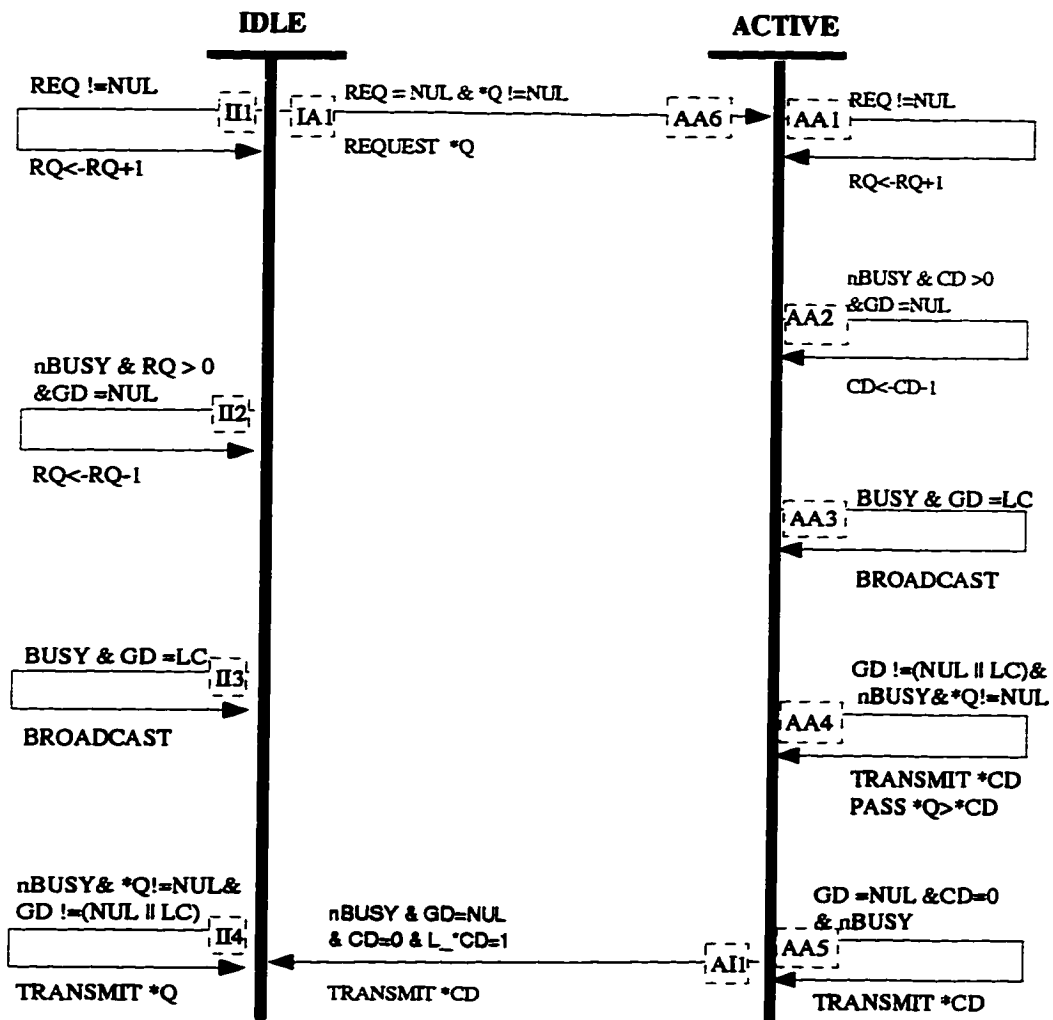 IDLE
ACTIVE
REQ !=NUL
II1
IA1
REQ = NUL & *Q !=NUL
AA6
AA1
REQ !=NUL
RQ<-RQ+1
REQUEST *Q
RQ<-RQ+1
nBUSY & CD >0
&GD =NUL
AA2
CD<-CD-1
nBUSY & RQ > 0
&GD =NUL
II2
RQ<-RQ-1
BUSY & GD =LC
AA3
BROADCAST
BUSY & GD =LC
II3
BROADCAST
GD !=(NUL || LC)&
nBUSY&*Q!=NUL
AA4
TRANSMIT *CD
PASS *Q>*CD
nBUSY& *Q!=NUL&
GD !=(NUL || LC)
II4
TRANSMIT *Q
nBUSY & GD=NUL
& CD=0 & L_*CD=1
AI1
TRANSMIT *CD
GD =NUL &CD=0
& nBUSY
AA5
TRANSMIT *CD